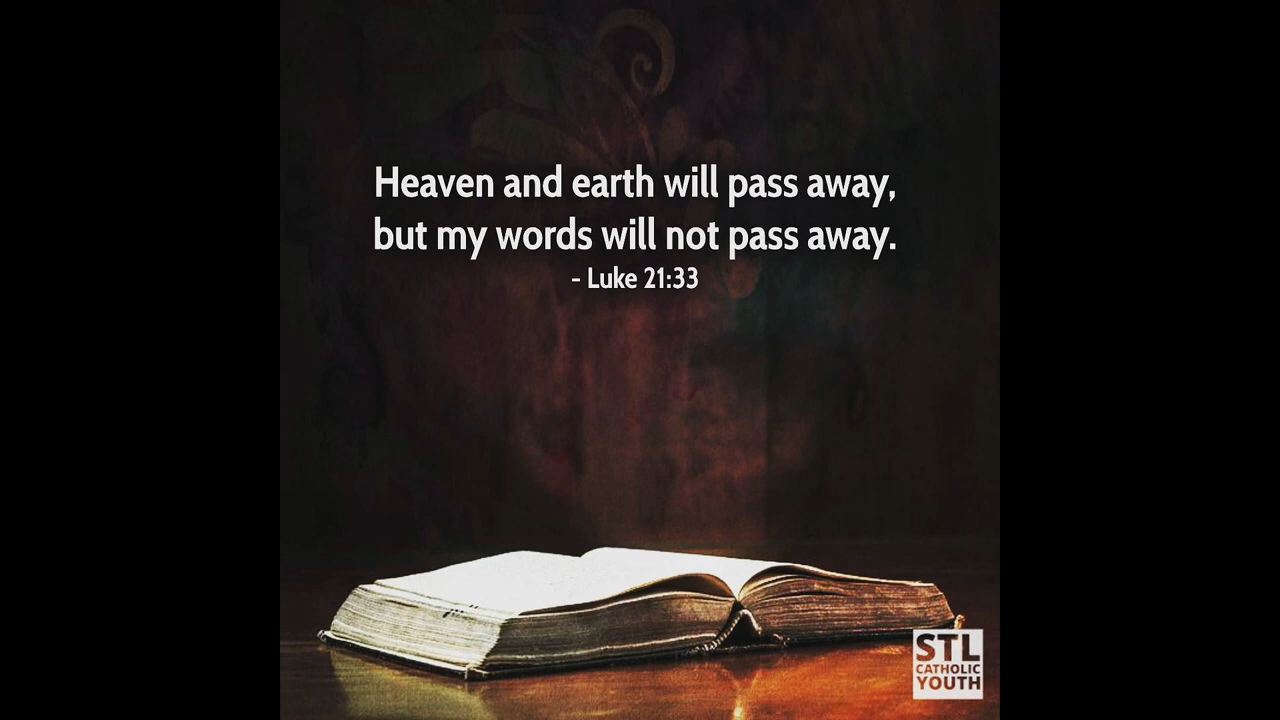 Heaven and earth will pass away,
but my words will not pass away.
- Luke 21:33
STL
CATHOLIC
YOUTH